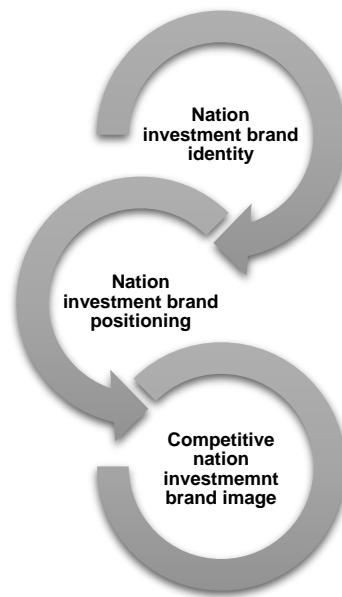 Nation
investment brand
identity
Nation
investment brand
positioning
Competitive
nation
investmemnt
brand image